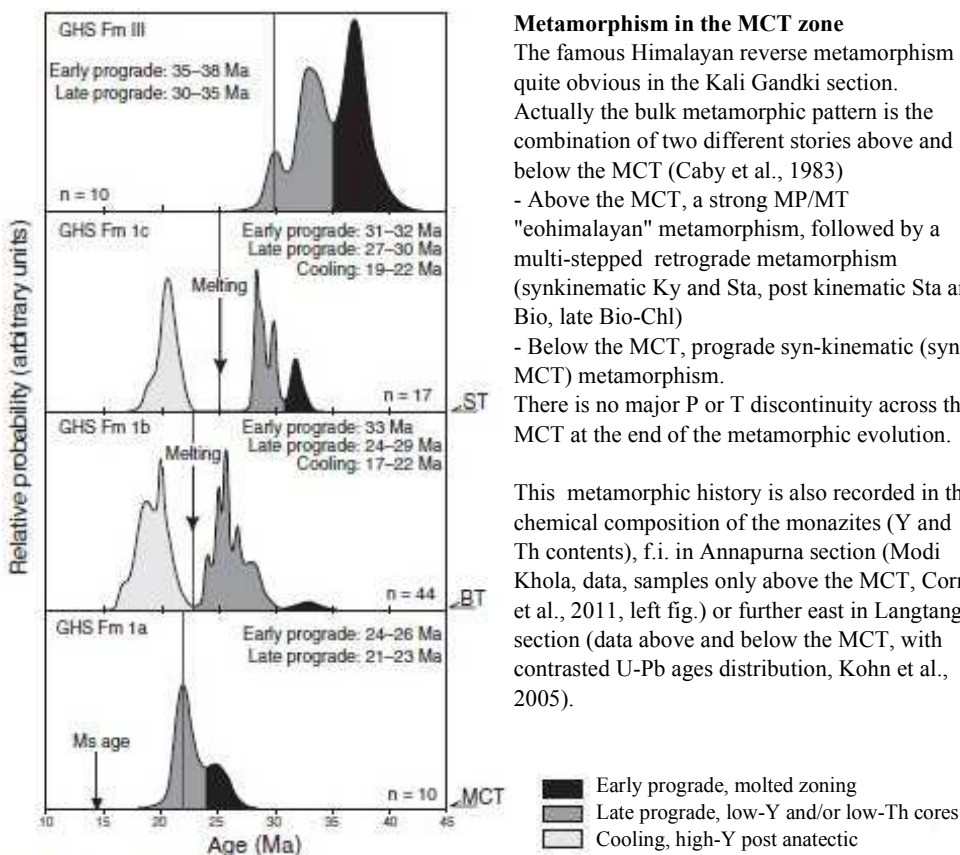 GHS Fm III
Early prograde: 35–38 Ma
Late prograde: 30–35 Ma
n = 10
GHS Fm 1c
Early prograde: 31–32 Ma
Late prograde: 27–30 Ma
Cooling: 19–22 Ma
Melting
n = 17
ST
GHS Fm 1b
Early prograde: 33 Ma
Late prograde: 24–29 Ma
Cooling: 17–22 Ma
Melting
n = 44
BT
GHS Fm 1a
Early prograde: 24–26 Ma
Late prograde: 21–23 Ma
Ms age
n = 10
MCT
10 15 20 25 30 35 40 45
Age (Ma)
Relative probability (arbitrary units)
Metamorphism in the MCT zone
The famous Himalayan reverse metamorphism
quite obvious in the Kali Gandki section.
Actually the bulk metamorphic pattern is the
combination of two different stories above and
below the MCT (Caby et al., 1983)
- Above the MCT, a strong MP/MT
"eohimalayan" metamorphism, followed by a
multi-stepped retrograde metamorphism
(synkinematic Ky and Sta, post kinematic Sta
Bio, late Bio-Chl)
- Below the MCT, prograde syn-kinematic (syn
MCT) metamorphism.
There is no major P or T discontinuity across
MCT at the end of the metamorphic evolution.
This metamorphic history is also recorded in
chemical composition of the monazites (Y and
Th contents), f.i. in Annapurna section (Modi
Khola, data, samples only above the MCT,
et al., 2011, left fig.) or further east in Langtang
section (data above and below the MCT, with
contrasted U-Pb ages distribution, Kohn et al.,
2005).
Early prograde, molted zoning
Late prograde, low-Y and/or low-Th cores
Cooling, high-Y post anatectic